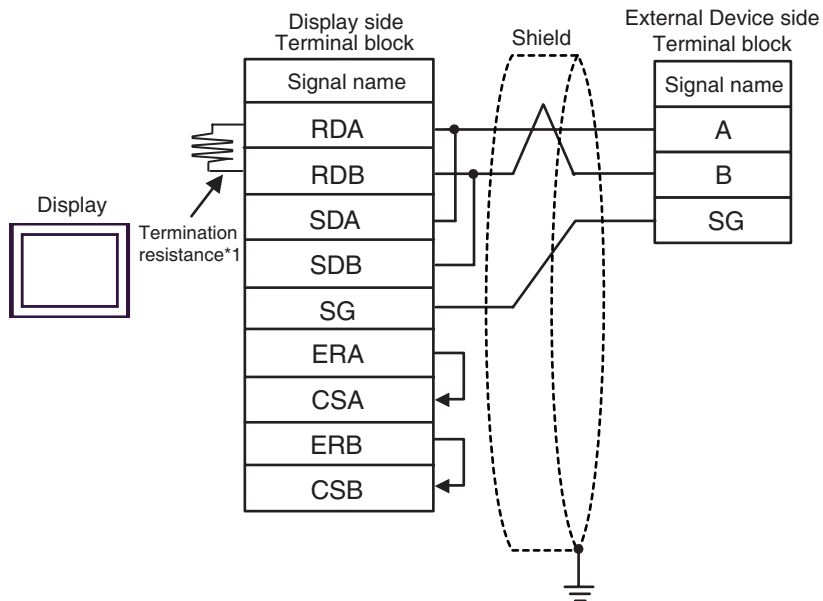 Display side
Terminal block
Signal name
RDA
RDB
SDA
SDB
SG
ERA
CSA
ERB
CSB
Display
Termination
resistance*1
Shield
External Device side
Terminal block
Signal name
A
B
SG